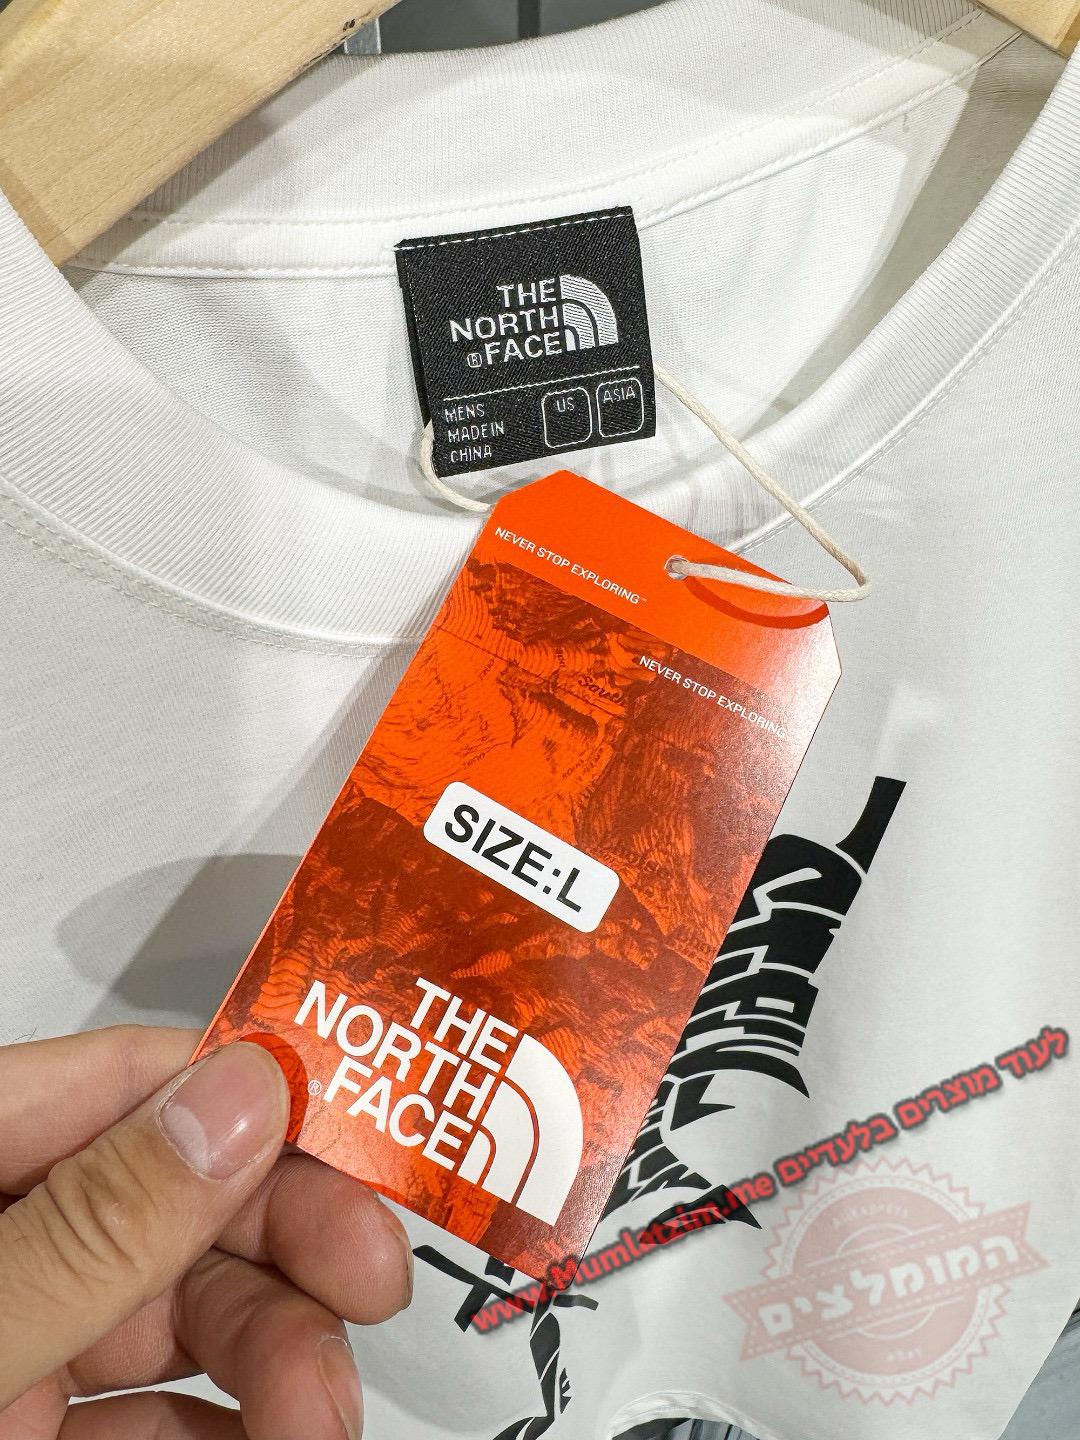 THE
NORTH
® FACE
MENS
MADE IN
CHINA
US
ASIA
NEVER STOP EXPLORING™
NEVER STOP EXPLORING
SIZE:L
THE
NORTH
® FACE
www.Mumlatzim.me לעוד מוצרים בלעדיים
המומלצים